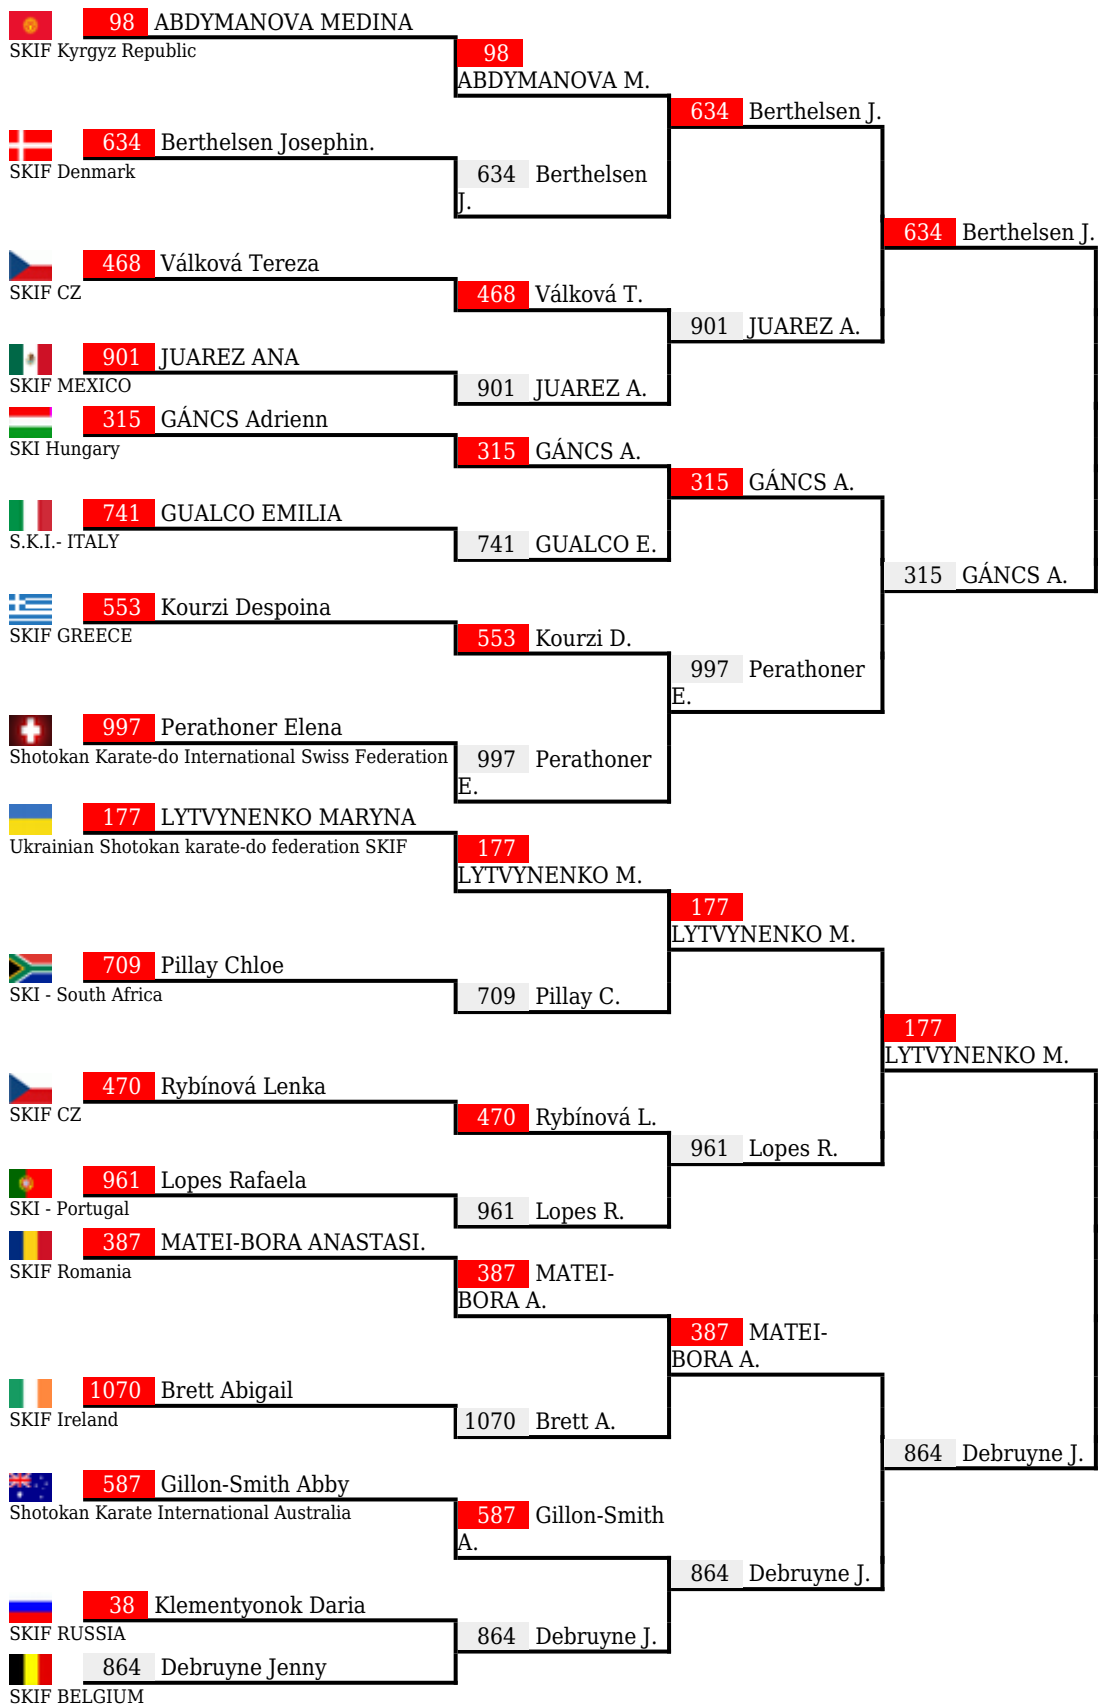 98 ABDYMANOVA MEDINA
SKIF Kyrgyz Republic
98
ABDYMANOVA M.
634 Berthelsen J.
634 Berthelsen Josephin.
SKIF Denmark
634 Berthelsen
J.
634 Berthelsen J.
468 Válková Tereza
SKIF CZ
468 Válková T.
901 JUAREZ A.
901 JUAREZ ANA
SKIF MEXICO
901 JUAREZ A.
315 GÁNCS Adrienn
SKI Hungary
315 GÁNCS A.
315 GÁNCS A.
741 GUALCO EMILIA
S.K.I.- ITALY
741 GUALCO E.
315 GÁNCS A.
553 Kourzi Despoina
SKIF GREECE
553 Kourzi D.
997 Perathoner
E.
997 Perathoner Elena
Shotokan Karate-do International Swiss Federation
997 Perathoner
E.
177 LYTVYNENKO MARYNA
Ukrainian Shotokan karate-do federation SKIF
177
LYTVYNENKO M.
177
LYTVYNENKO M.
709 Pillay Chloe
SKI - South Africa
709 Pillay C.
177
LYTVYNENKO M.
470 Rybínová Lenka
SKIF CZ
470 Rybínová L.
961 Lopes R.
961 Lopes Rafaela
SKI - Portugal
961 Lopes R.
387 MATEI-BORA ANASTASI.
SKIF Romania
387 MATEI-
BORA A.
387 MATEI-
BORA A.
1070 Brett Abigail
SKIF Ireland
1070 Brett A.
864 Debruyne J.
587 Gillon-Smith Abby
Shotokan Karate International Australia
587 Gillon-Smith
A.
864 Debruyne J.
38 Klementyonok Daria
SKIF RUSSIA
864 Debruyne J.
864 Debruyne Jenny
SKIF BELGIUM